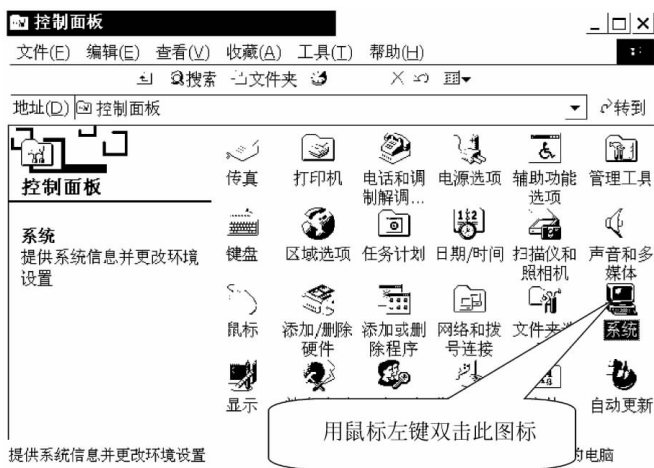 控制面板
文件(F) 编辑(E) 查看(V) 收藏(A) 工具(T) 帮助(H)
搜索 文件夹
地址(D) 控制面板 转到
控制面板
系统
提供系统信息并更改环境
设置
传真 打印机 电话和调 电源选项 辅助功能 管理工具
制解调... 选项
键盘 区域选项 任务计划 日期/时间 扫描仪和 声音和多
照相机 媒体
鼠标 添加/删除 添加或删 网络和拨 文件夹 系统
硬件 除程序 号连接
显示 自动更新
用鼠标左键双击此图标
提供系统信息并更改环境设置 电脑